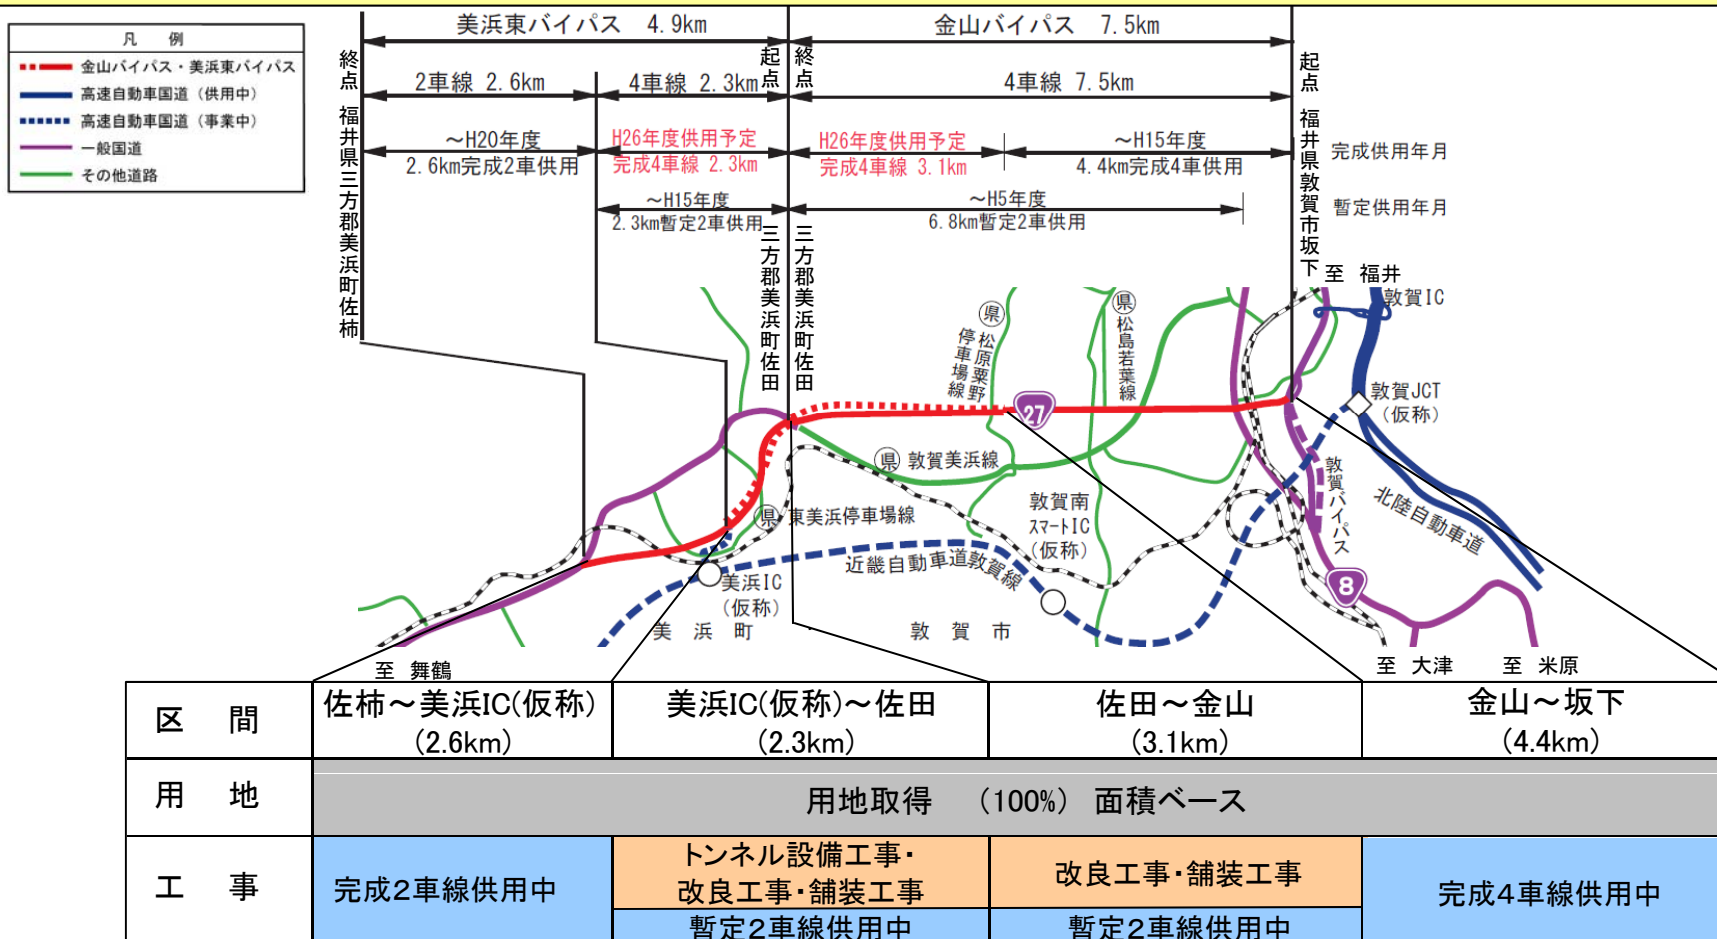 凡　例
金山バイパス・美浜東バイパス
高速自動車国道（供用中）
高速自動車国道（事業中）
一般国道
その他道路
美浜東バイパス　4.9km
金山バイパス　7.5km
2車線 2.6km
4車線 2.3km
4車線 7.5km
～H20年度
2.6km完成2車供用
H26年度供用予定
完成4車線 2.3km
H26年度供用予定
完成4車線 3.1km
～H15年度
4.4km完成4車供用
完成供用年月
～H15年度
2.3km暫定2車供用
～H5年度
6.8km暫定2車供用
暫定供用年月
終点　福井県三方郡美浜町佐柿
起点
三方郡美浜町佐田
終点
三方郡美浜町佐田
起点　福井県敦賀市坂下
至　福井
敦賀IC
県 松原粟野
停車場線
県 松島若葉線
27
敦賀JCT
（仮称）
県 敦賀美浜線
県 東美浜停車場線
敦賀南
スマートIC
（仮称）
敦賀バイパス
北陸自動車道
近畿自動車道敦賀線
美浜IC
（仮称）
8
美　浜　町
敦　賀　市
至　舞鶴
至　大津
至　米原
区　間
佐柿～美浜IC(仮称)
(2.6km)
美浜IC(仮称)～佐田
(2.3km)
佐田～金山
(3.1km)
金山～坂下
(4.4km)
用　地
用地取得　（100%）　面積ベース
工　事
完成2車線供用中
トンネル設備工事・
改良工事・舗装工事
暫定2車線供用中
改良工事・舗装工事
暫定2車線供用中
完成4車線供用中